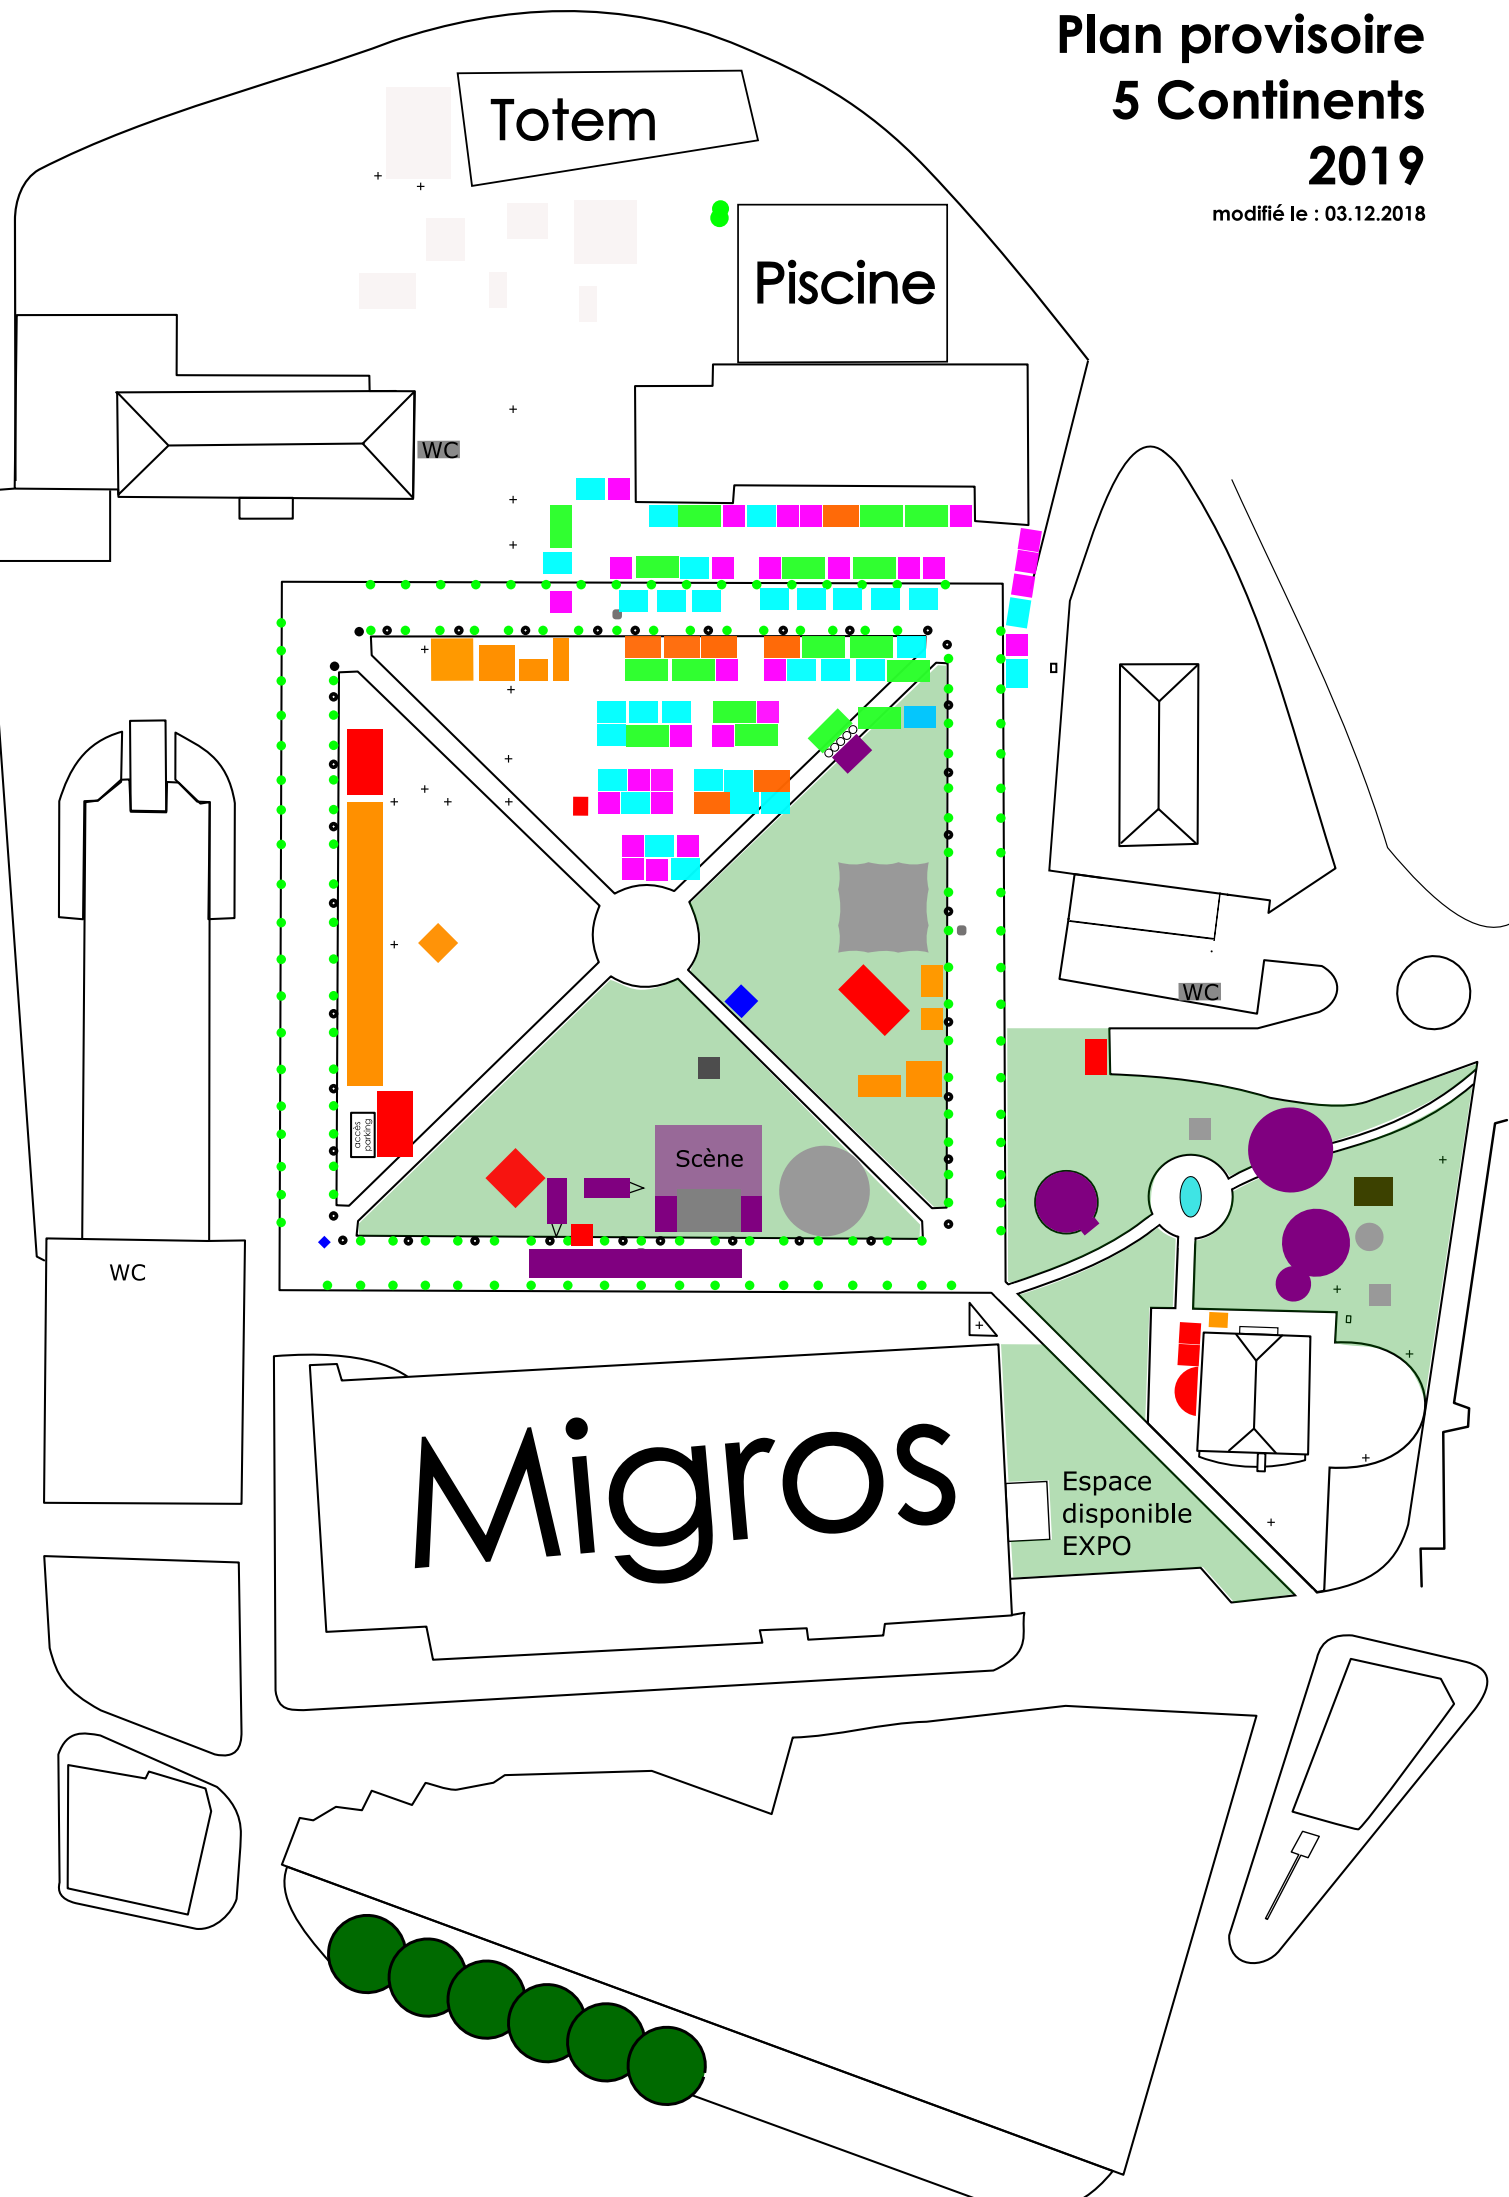 Plan provisoire
5 Continents
2019
modifié le : 03.12.2018
Totem
Piscine
WC
WC
accès
parking
Scène
WC
Migros
Espace
disponible
EXPO